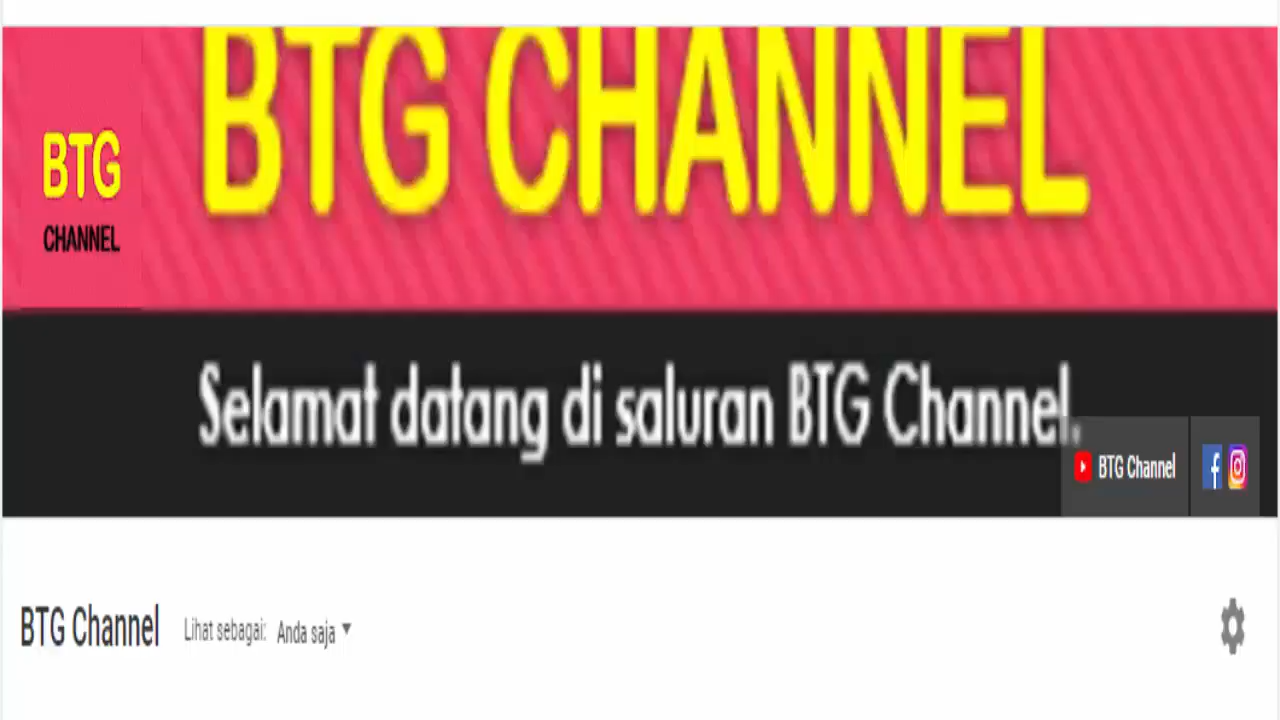 BTG CHANNEL
BTG
CHANNEL
Selamat datang di saluran BTG Channel.
BTG Channel
BTG Channel Lihat sebagai: Anda saja